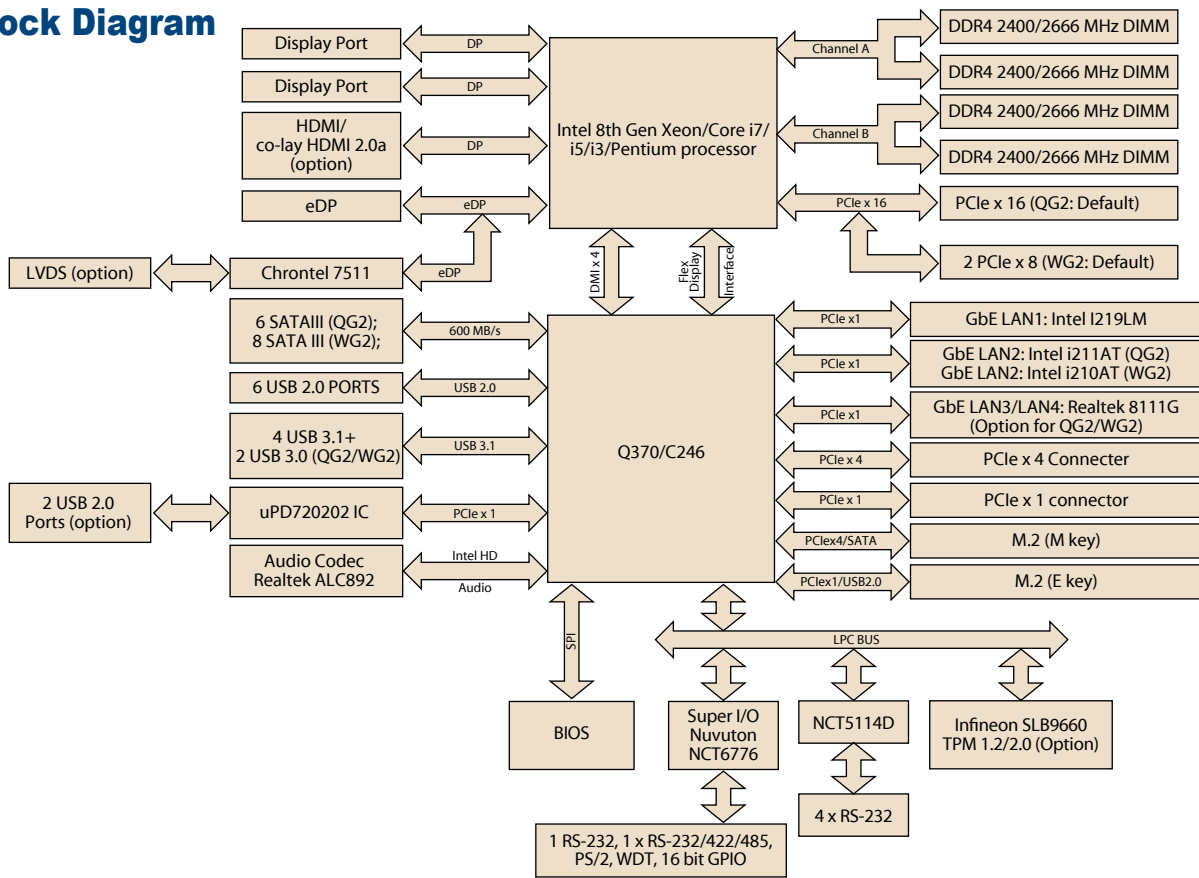 ock Diagram
Display Port
DP
Display Port
DP
HDMI/
co-lay HDMI 2.0a
(option)
DP
eDP
eDP
LVDS (option)
Chrontel 7511
eDP
Intel 8th Gen Xeon/Core i7/
i5/i3/Pentium processor
Channel A
DDR4 2400/2666 MHz DIMM
DDR4 2400/2666 MHz DIMM
Channel B
DDR4 2400/2666 MHz DIMM
DDR4 2400/2666 MHz DIMM
PCIe x 16
PCIe x 16 (QG2: Default)
2 PCIe x 8 (WG2: Default)
DMI x 4
Flex
Display
Interface
6 SATAIII (QG2);
8 SATA III (WG2);
600 MB/s
6 USB 2.0 PORTS
USB 2.0
4 USB 3.1+
2 USB 3.0 (QG2/WG2)
USB 3.1
2 USB 2.0
Ports (option)
uPD720202 IC
PCIe x 1
Audio Codec
Realtek ALC892
Intel HD
Audio
Q370/C246
PCIe x1
GbE LAN1: Intel I219LM
PCIe x1
GbE LAN2: Intel i211AT (QG2)
GbE LAN2: Intel i210AT (WG2)
PCIe x1
GbE LAN3/LAN4: Realtek 8111G
(Option for QG2/WG2)
PCIe x 4
PCIe x 4 Connecter
PCIe x 1
PCIe x 1 connector
PCIex4/SATA
M.2 (M key)
PCIex1/USB2.0
M.2 (E key)
SPI
LPC BUS
BIOS
Super I/O
Nuvuton
NCT6776
NCT5114D
Infineon SLB9660
TPM 1.2/2.0 (Option)
4 x RS-232
1 RS-232, 1 x RS-232/422/485,
PS/2, WDT, 16 bit GPIO